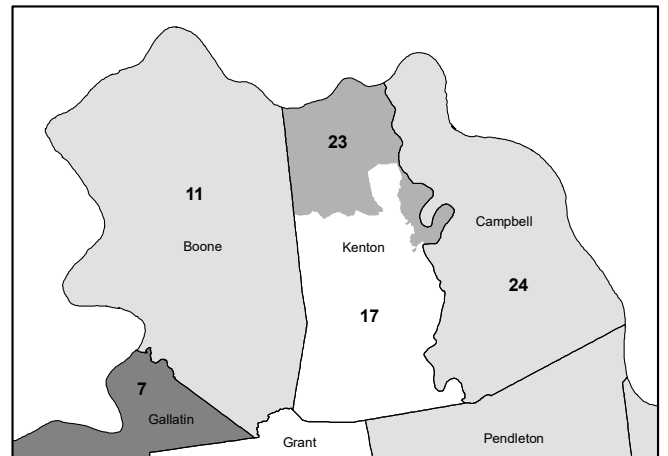 23
11
Campbell
Boone
Kenton
24
17
7
Gallatin
Grant
Pendleton